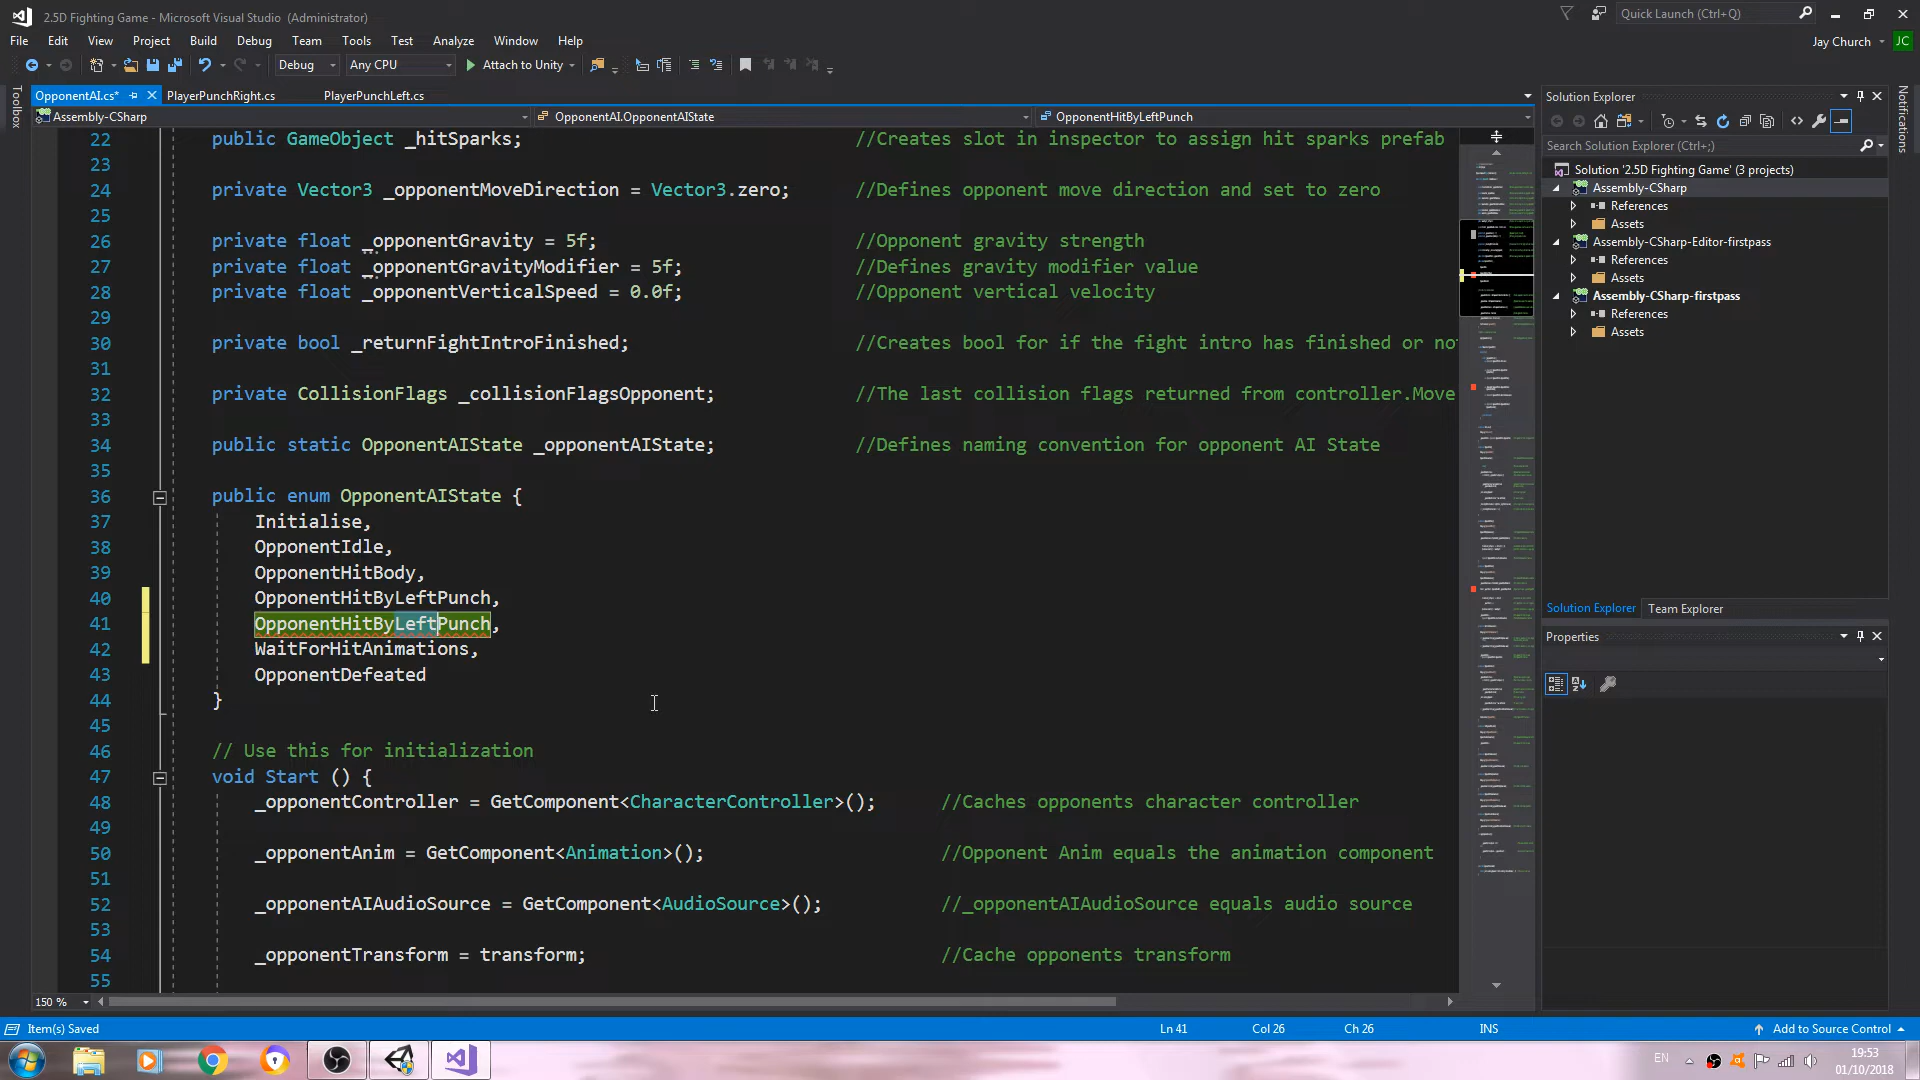 2.5D Fighting Game - Microsoft Visual Studio (Administrator)
Quick Launch (Ctrl+Q)
File Edit View Project Build Debug Team Tools Test Analyze Window Help
Jay Church JC
Debug Any CPU Attach to Unity
Toolbox
OpponentAI.cs* PlayerPunchRight.cs PlayerPunchLeft.cs
Assembly-CSharp OpponentAI.OpponentAIState OpponentHitByLeftPunch
22 public GameObject _hitSparks; //Creates slot in inspector to assign hit sparks prefab
23
24 private Vector3 _opponentMoveDirection = Vector3.zero; //Defines opponent move direction and set to zero
25
26 private float _opponentGravity = 5f; //Opponent gravity strength
27 private float _opponentGravityModifier = 5f; //Defines gravity modifier value
28 private float _opponentVerticalSpeed = 0.0f; //Opponent vertical velocity
29
30 private bool _returnFightIntroFinished; //Creates bool for if the fight intro has finished or no
31
32 private CollisionFlags _collisionFlagsOpponent; //The last collision flags returned from controller.Move
33
34 public static OpponentAIState _opponentAIState; //Defines naming convention for opponent AI State
35
36 public enum OpponentAIState {
37 Initialise,
38 OpponentIdle,
39 OpponentHitBody,
40 OpponentHitByLeftPunch,
41 OpponentHitByLeftPunch,
42 WaitForHitAnimations,
43 OpponentDefeated
44 }
45
46 // Use this for initialization
47 void Start () {
48 _opponentController = GetComponent<CharacterController>(); //Caches opponents character controller
49
50 _opponentAnim = GetComponent<Animation>(); //Opponent Anim equals the animation component
51
52 _opponentAIAudioSource = GetComponent<AudioSource>(); //_opponentAIAudioSource equals audio source
53
54 _opponentTransform = transform; //Cache opponents transform
55
150 %
Solution Explorer
Search Solution Explorer (Ctrl+;)
Solution '2.5D Fighting Game' (3 projects)
Assembly-CSharp
References
Assets
Assembly-CSharp-Editor-firstpass
References
Assets
Assembly-CSharp-firstpass
References
Assets
Solution Explorer Team Explorer
Properties
Notifications
Item(s) Saved Ln 41 Col 26 Ch 26 INS Add to Source Control
EN
19:53
01/10/2018